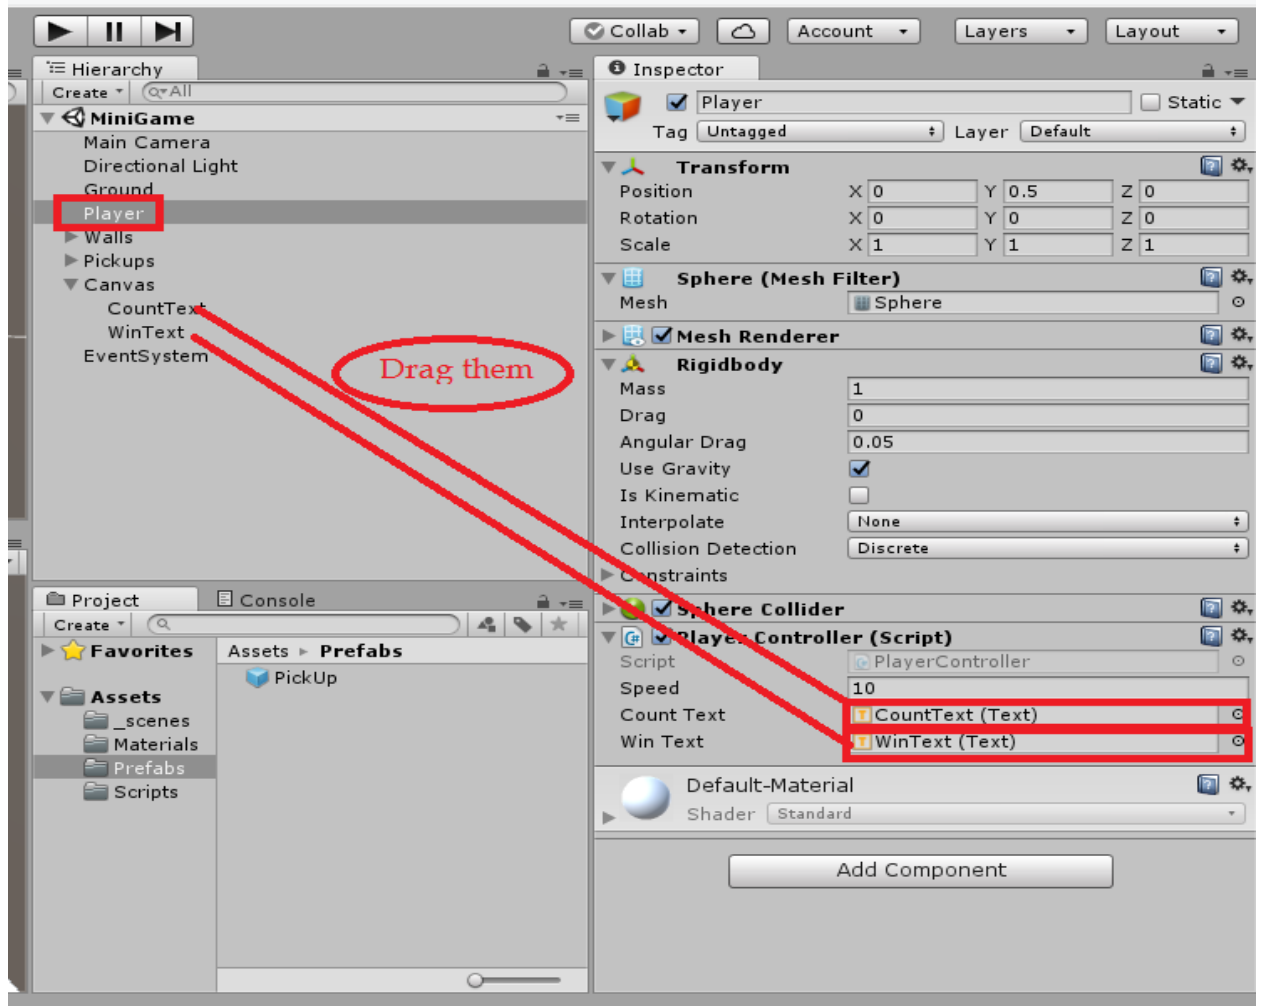 Collab
Account
Layers
Layout
Hierarchy
Create
All
MiniGame
Main Camera
Directional Light
Ground
Player
Walls
Pickups
Canvas
CountText
WinText
EventSystem
Drag them
Project
Console
Create
Favorites
Assets
_scenes
Materials
Prefabs
Scripts
Assets Prefabs
PickUp
Inspector
Player
Static
Tag Untagged Layer Default
Transform
Position X 0 Y 0.5 Z 0
Rotation X 0 Y 0 Z 0
Scale X 1 Y 1 Z 1
Sphere (Mesh Filter)
Mesh Sphere
Mesh Renderer
Rigidbody
Mass 1
Drag 0
Angular Drag 0.05
Use Gravity
Is Kinematic
Interpolate None
Collision Detection Discrete
Constraints
Sphere Collider
Player Controller (Script)
Script PlayerController
Speed 10
Count Text CountText (Text)
Win Text WinText (Text)
Default-Material
Shader Standard
Add Component